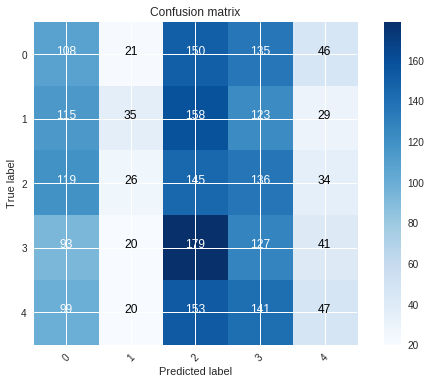 Confusion matrix
True label
0 108 21 150 135 46
1 115 35 158 123 29
2 119 26 145 136 34
3 93 20 179 127 41
4 99 20 153 141 47
0 1 2 3 4
Predicted label
160
140
120
100
80
60
40
20